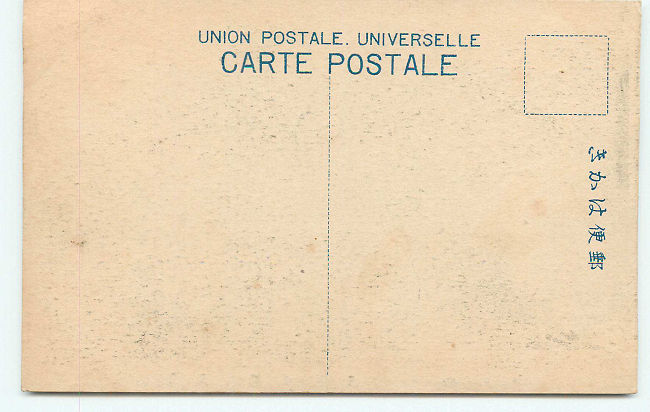 UNION POSTALE. UNIVERSELLE
CARTE POSTALE
きかは便郵